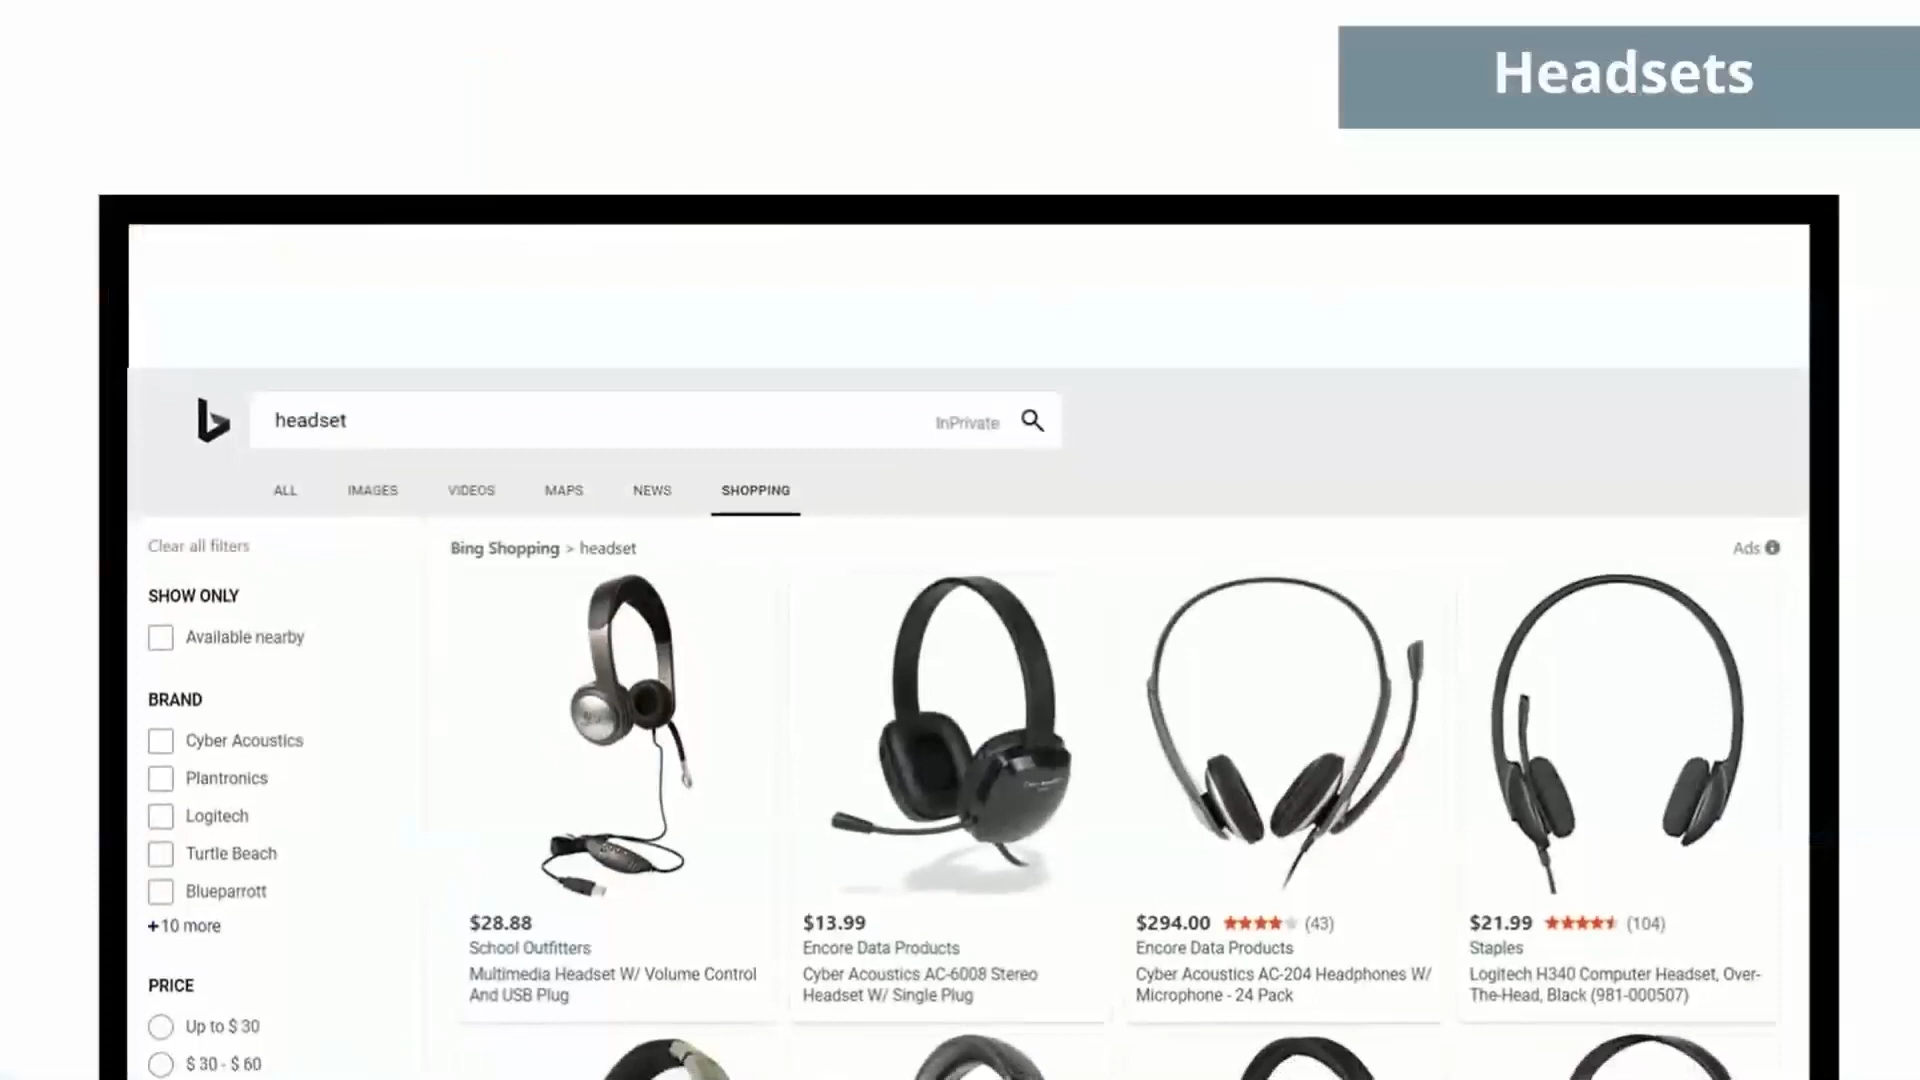 Headsets
headset
InPrivate
ALL IMAGES VIDEOS MAPS NEWS SHOPPING
Clear all filters
Bing Shopping > headset
Ads
SHOW ONLY
Available nearby
BRAND
Cyber Acoustics
Plantronics
Logitech
Turtle Beach
Blueparrott
+10 more
PRICE
Up to $ 30
$ 30 - $ 60
$28.88
School Outfitters
Multimedia Headset W/ Volume Control
And USB Plug
$13.99
Encore Data Products
Cyber Acoustics AC-6008 Stereo
Headset W/ Single Plug
$294.00 (43)
Encore Data Products
Cyber Acoustics AC-204 Headphones W/
Microphone - 24 Pack
$21.99 (104)
Staples
Logitech H340 Computer Headset, Over-
The-Head, Black (981-000507)